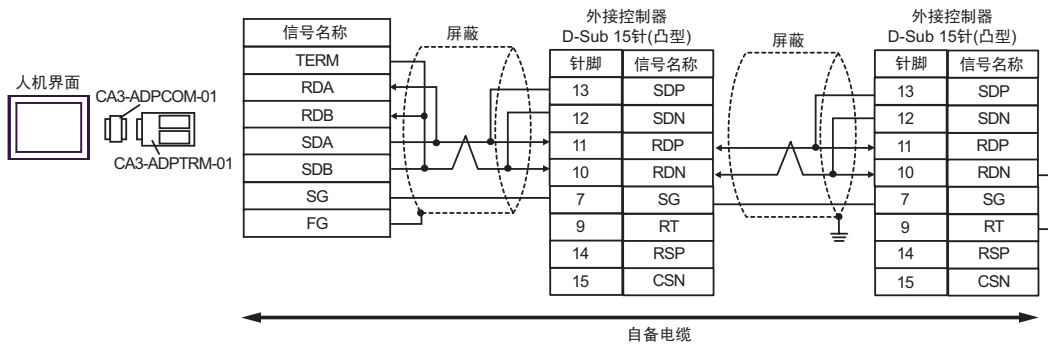 人机界面
CA3-ADPCOM-01
CA3-ADPTRM-01
信号名称
TERM
RDA
RDB
SDA
SDB
SG
FG
屏蔽
外接控制器
D-Sub 15针(凸型)
针脚 信号名称
13 SDP
12 SDN
11 RDP
10 RDN
7 SG
9 RT
14 RSP
15 CSN
屏蔽
外接控制器
D-Sub 15针(凸型)
针脚 信号名称
13 SDP
12 SDN
11 RDP
10 RDN
7 SG
9 RT
14 RSP
15 CSN
自备电缆